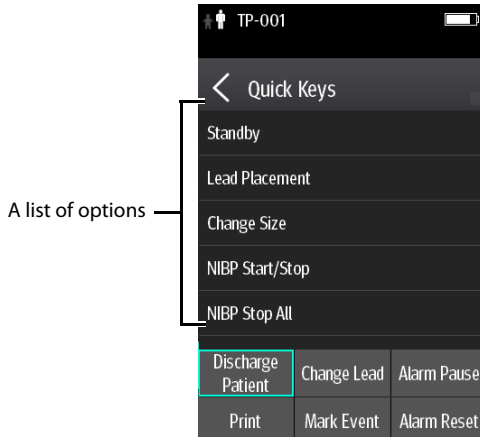 TP-001
Quick Keys
Standby
Lead Placement
Change Size
NIBP Start/Stop
NIBP Stop All
A list of options
Discharge
Patient
Change Lead
Alarm Pause
Print
Mark Event
Alarm Reset